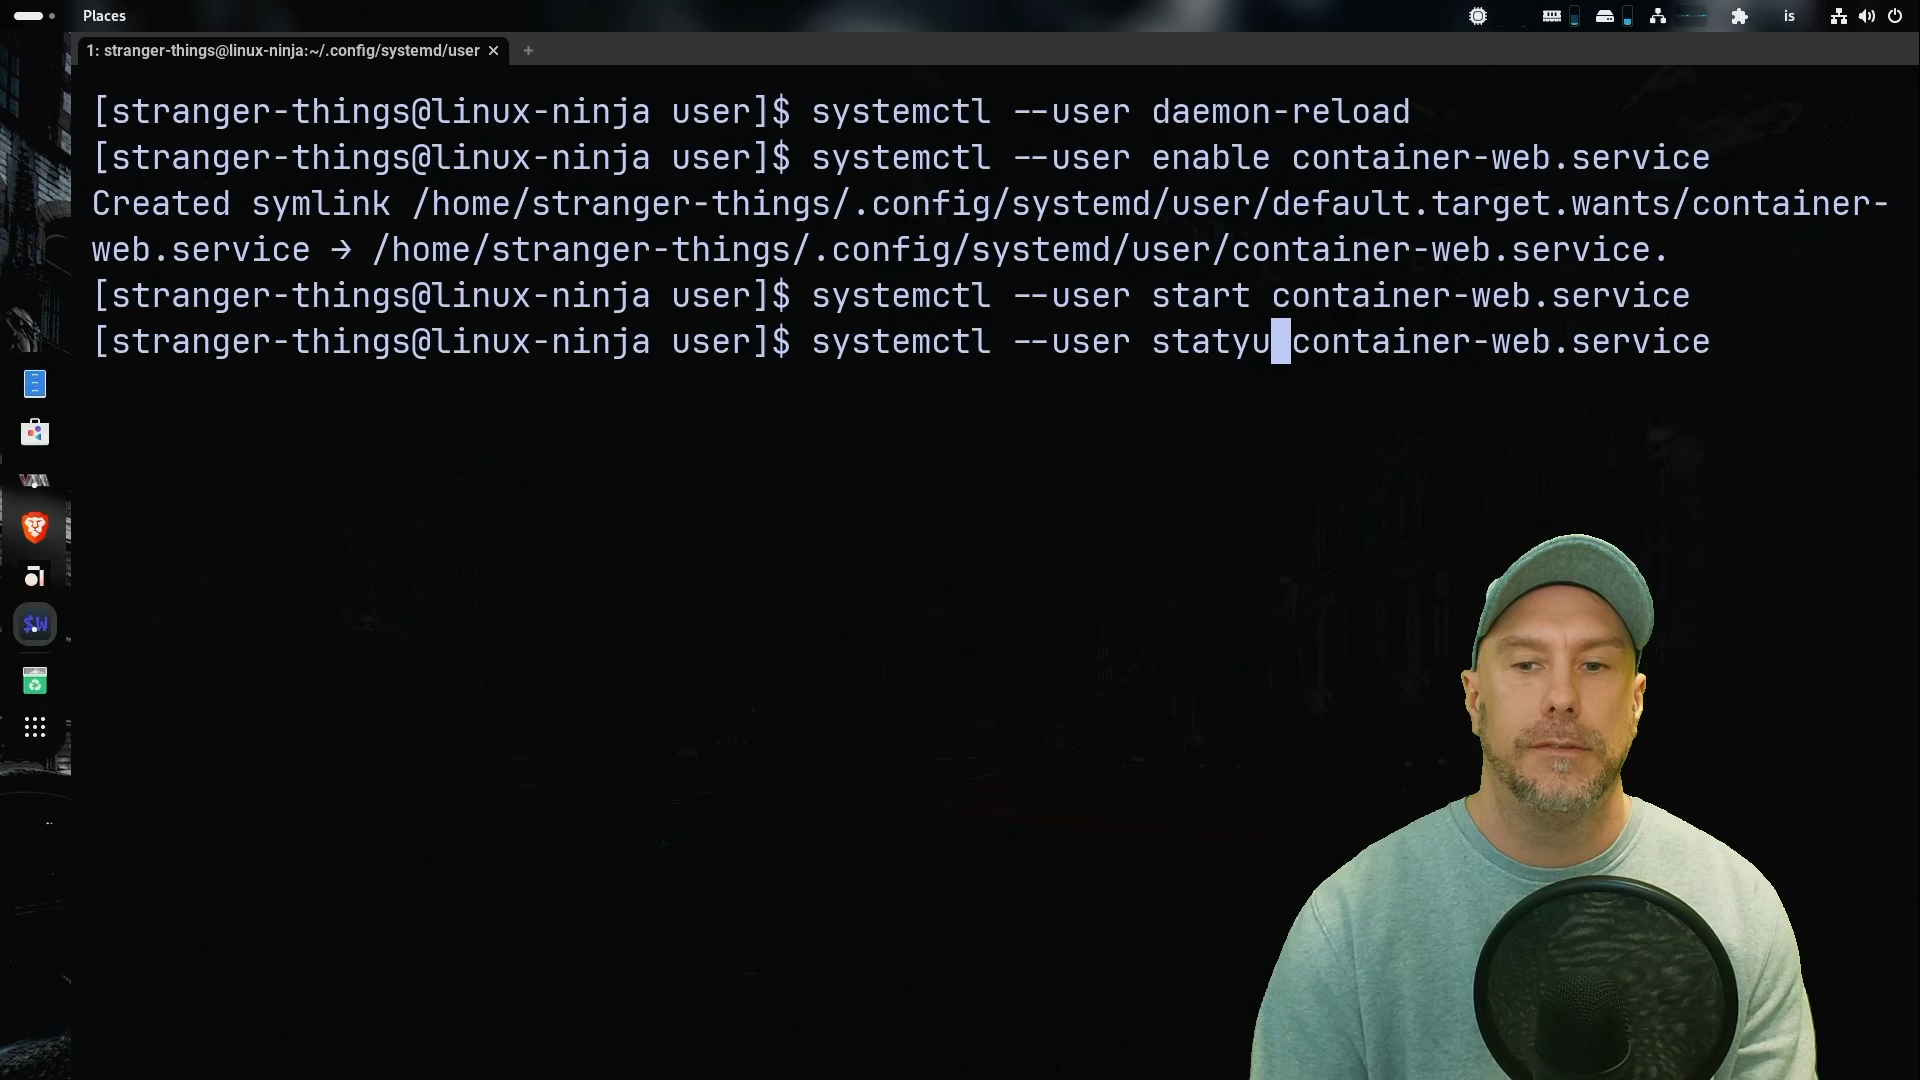 Places
is
1: stranger-things@linux-ninja:~/.config/systemd/user × +
[stranger-things@linux-ninja user]$ systemctl --user daemon-reload
[stranger-things@linux-ninja user]$ systemctl --user enable container-web.service
Created symlink /home/stranger-things/.config/systemd/user/default.target.wants/container-
web.service → /home/stranger-things/.config/systemd/user/container-web.service.
[stranger-things@linux-ninja user]$ systemctl --user start container-web.service
[stranger-things@linux-ninja user]$ systemctl --user statyu container-web.service
$W